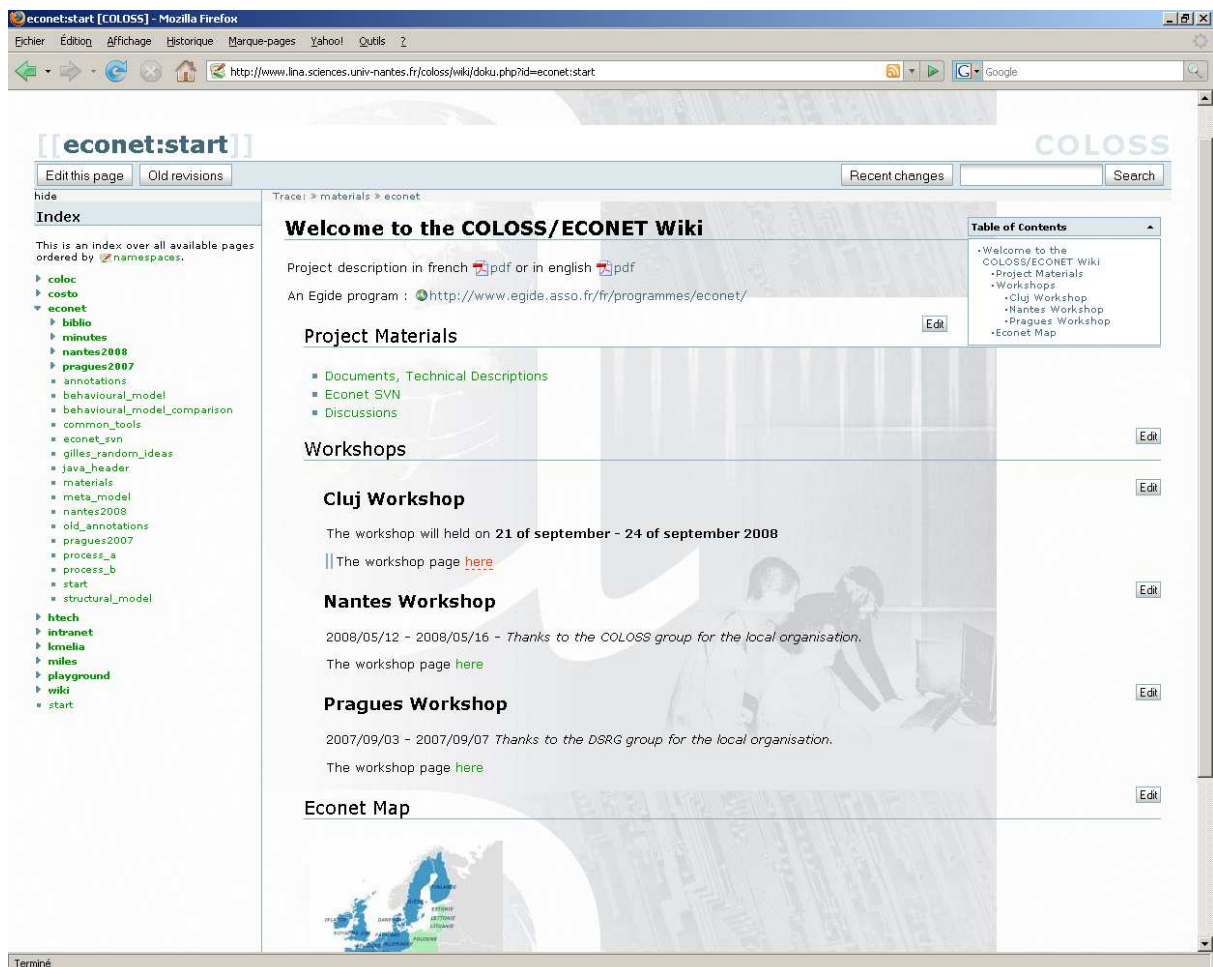 econet:start [COLOSS] - Mozilla Firefox
Fichier Édition Affichage Historique Marque-pages Yahoo! Outils ?
http://www.lina.sciences.univ-nantes.fr/coloss/wiki/doku.php?id=econet:start
G Google
[[econet:start]]
COLOSS
Edit this page Old revisions
Recent changes Search
hide
Trace: » materials » econet
Index
This is an index over all available pages
ordered by namespaces.
coloc
costo
econet
biblio
minutes
nantes2008
pragues2007
annotations
behavioural_model
behavioural_model_comparison
common_tools
econet_svn
gilles_random_ideas
java_header
materials
meta_model
nantes2008
old_annotations
pragues2007
process_a
process_b
start
structural_model
htech
intranet
kmelia
miles
playground
wiki
start
Welcome to the COLOSS/ECONET Wiki
Project description in french pdf or in english pdf
An Egide program : http://www.egide.asso.fr/fr/programmes/econet/
Table of Contents
Welcome to the
COLOSS/ECONET Wiki
Project Materials
Workshops
Cluj Workshop
Nantes Workshop
Pragues Workshop
Econet Map
Edit
Project Materials
Documents, Technical Descriptions
Econet SVN
Discussions
Edit
Workshops
Edit
Cluj Workshop
The workshop will held on 21 of september - 24 of september 2008
The workshop page here
Edit
Nantes Workshop
2008/05/12 - 2008/05/16 - Thanks to the COLOSS group for the local organisation.
The workshop page here
Edit
Pragues Workshop
2007/09/03 - 2007/09/07 Thanks to the DSRG group for the local organisation.
The workshop page here
Edit
Econet Map
FINLANDE
ESTONIE
LETTONIE
LITUANIE
POLOGNE
Terminé